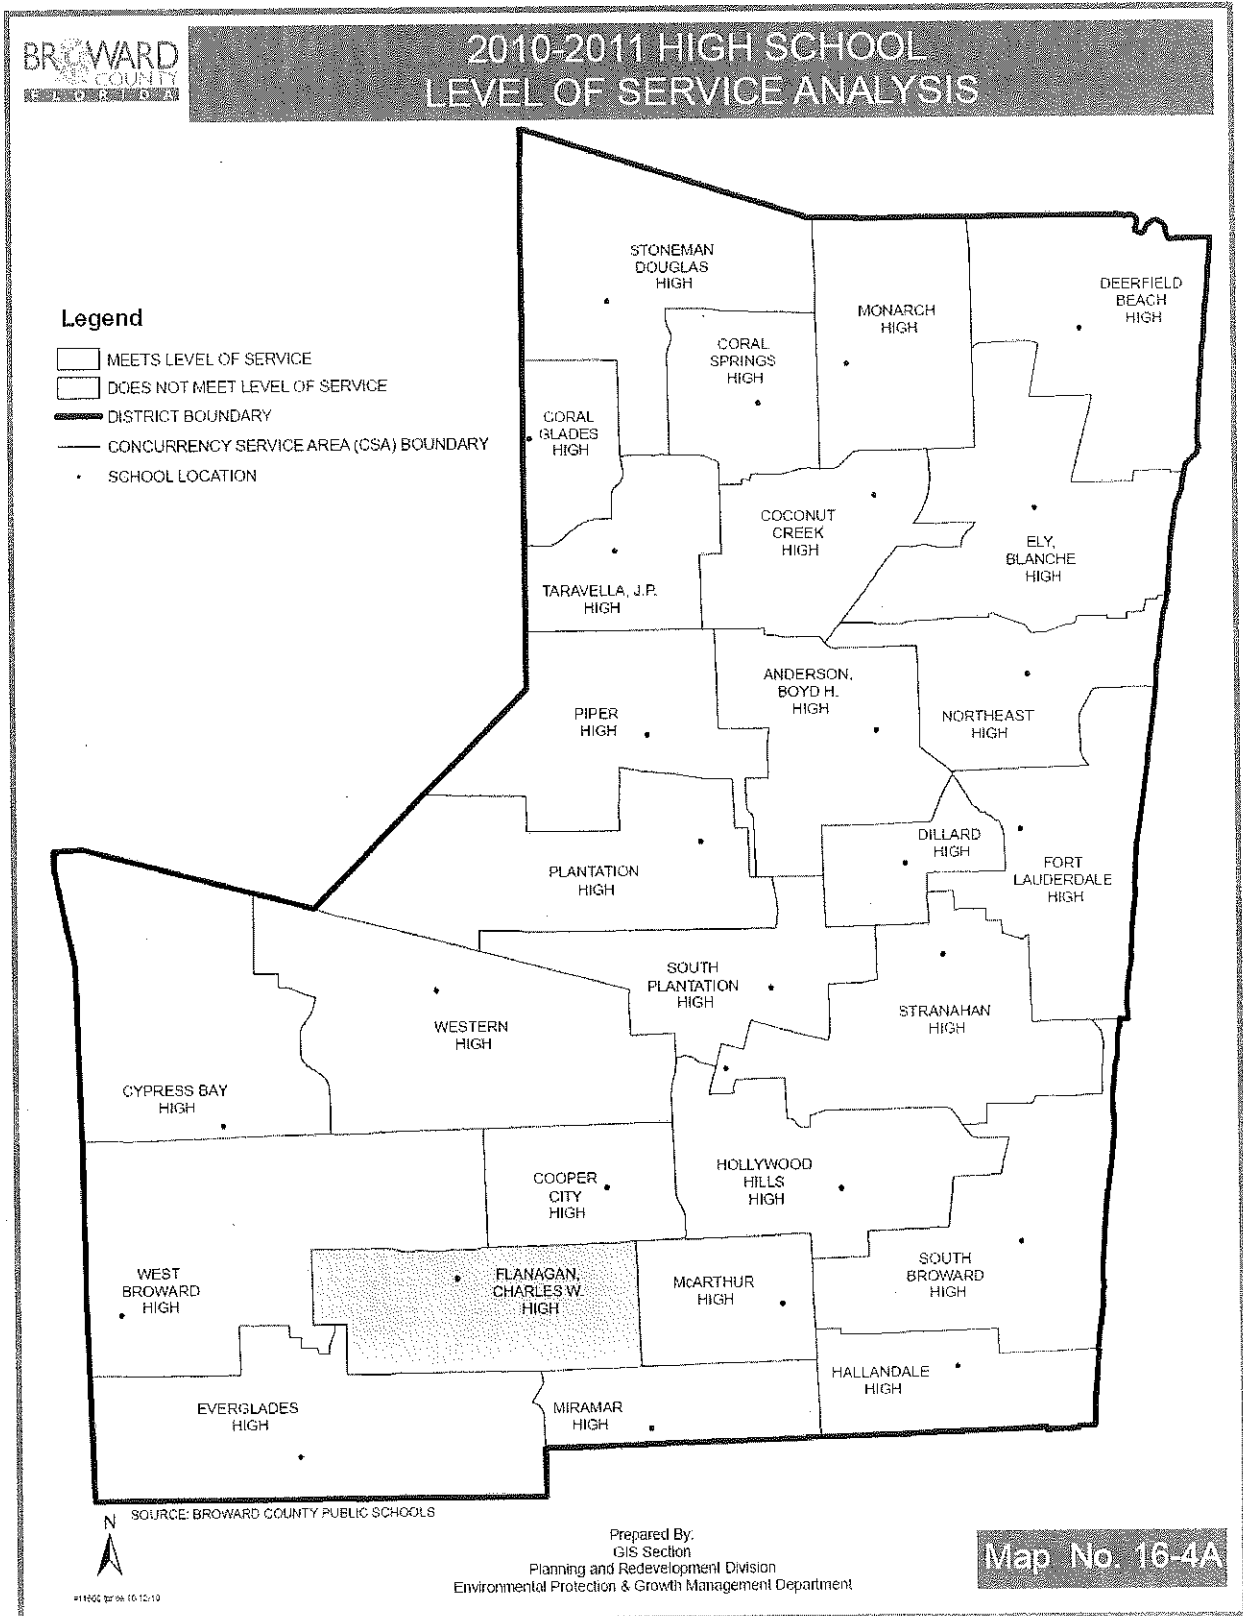 BROWARD
COUNTY
FLORIDA
2010-2011 HIGH SCHOOL
LEVEL OF SERVICE ANALYSIS
Legend
MEETS LEVEL OF SERVICE
DOES NOT MEET LEVEL OF SERVICE
DISTRICT BOUNDARY
CONCURRENCY SERVICE AREA (CSA) BOUNDARY
SCHOOL LOCATION
STONEMAN
DOUGLAS
HIGH
DEERFIELD
BEACH
HIGH
MONARCH
HIGH
CORAL
SPRINGS
HIGH
CORAL
GLADES
HIGH
COCONUT
CREEK
HIGH
ELY,
BLANCHE
HIGH
TARAVELLA, J.P.
HIGH
ANDERSON,
BOYD H.
HIGH
PIPER
HIGH
NORTHEAST
HIGH
DILLARD
HIGH
PLANTATION
HIGH
FORT
LAUDERDALE
HIGH
SOUTH
PLANTATION
HIGH
STRANAHAN
HIGH
WESTERN
HIGH
CYPRESS BAY
HIGH
COOPER
CITY
HIGH
HOLLYWOOD
HILLS
HIGH
WEST
BROWARD
HIGH
FLANAGAN,
CHARLES W.
HIGH
McARTHUR
HIGH
SOUTH
BROWARD
HIGH
HALLANDALE
HIGH
EVERGLADES
HIGH
MIRAMAR
HIGH
SOURCE: BROWARD COUNTY PUBLIC SCHOOLS
N
Prepared By:
GIS Section
Planning and Redevelopment Division
Environmental Protection & Growth Management Department
Map No. 16-4A